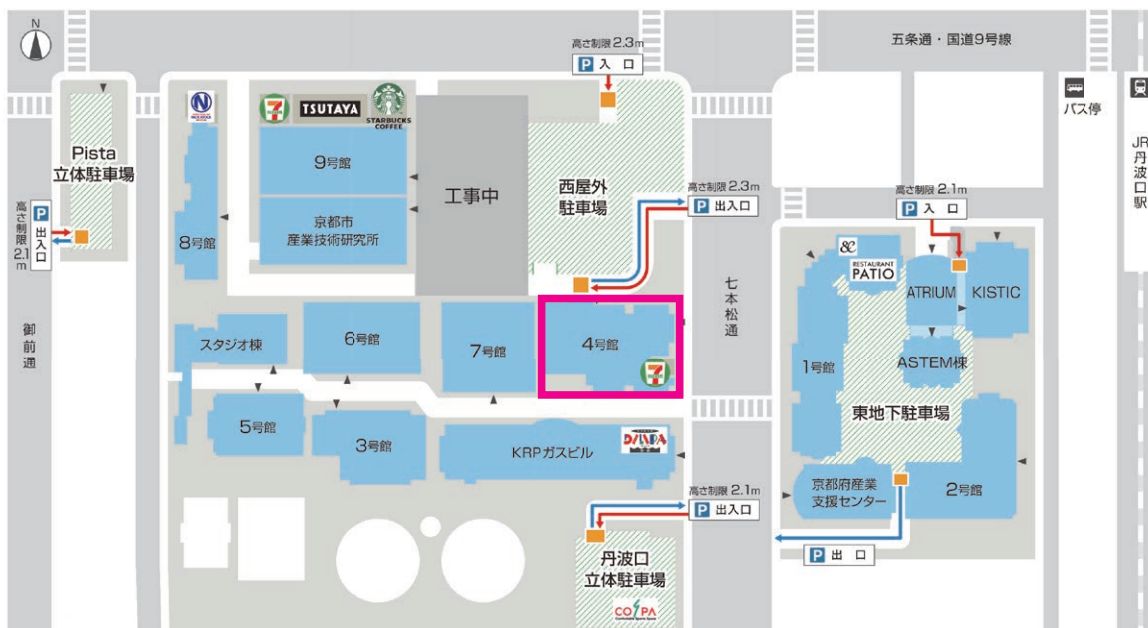 N
高さ制限2.3m
P 入口
五条通・国道9号線
バス停
JR丹波口駅
N
7
TSUTAYA
STARBUCKS COFFEE
Pista
立体駐車場
9号館
工事中
西屋外
駐車場
高さ制限2.3m
P 出入口
高さ制限2.1m
P 入口
P 出入口
高さ制限2.1m
8号館
京都市
産業技術研究所
&
RESTAURANT
PATIO
ATRIUM
KISTIC
御前通
七本松通
スタジオ棟
6号館
7号館
4号館
7
1号館
ASTEM棟
東地下駐車場
5号館
3号館
KRPガスビル
京都府産業
支援センター
2号館
高さ制限2.1m
P 出入口
P 出口
丹波口
立体駐車場
CO PA